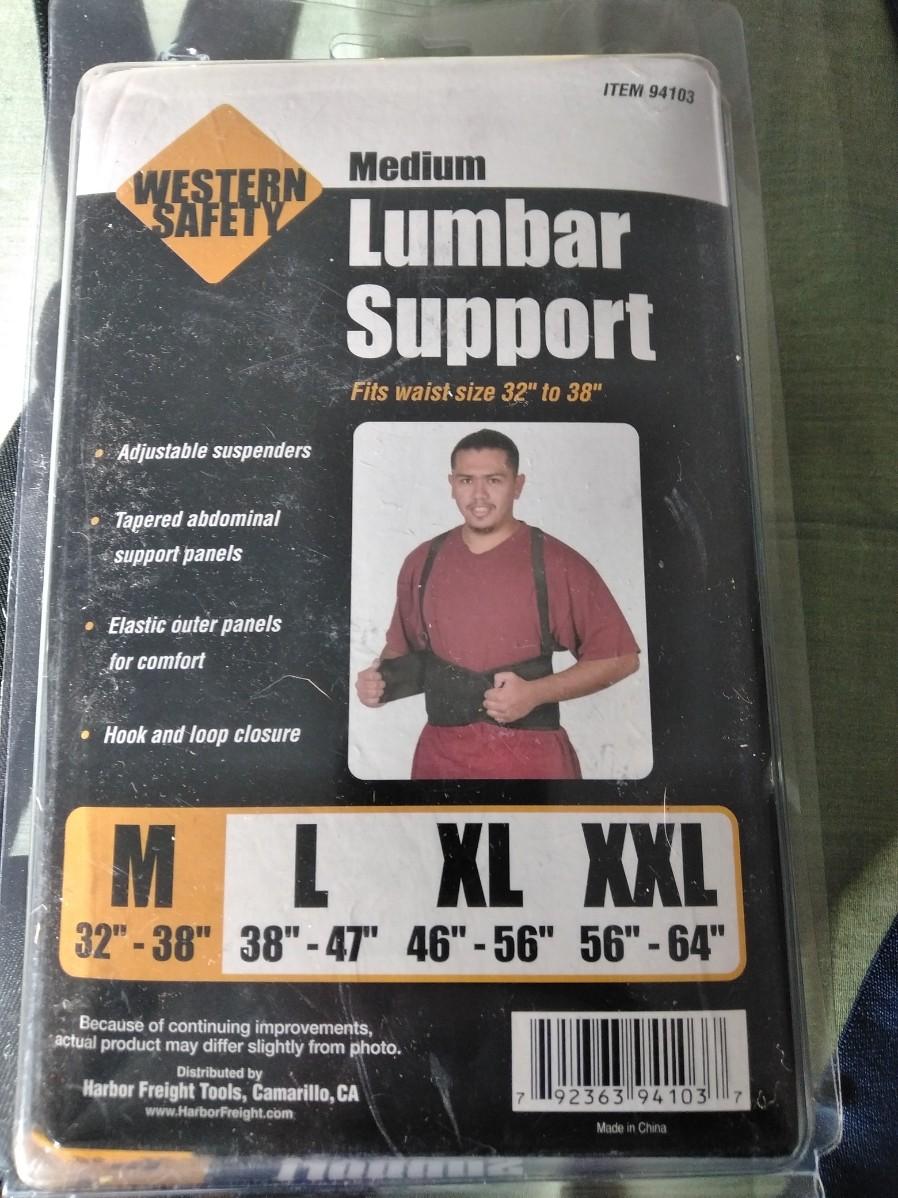 ITEM 94103
WESTERN
SAFETY
Medium
Lumbar
Support
Fits waist size 32" to 38"
• Adjustable suspenders
• Tapered abdominal
support panels
• Elastic outer panels
for comfort
• Hook and loop closure
M L XL XXL
32" - 38" 38" - 47" 46" - 56" 56" - 64"
Because of continuing improvements,
actual product may differ slightly from photo.
Distributed by
Harbor Freight Tools, Camarillo, CA
www.HarborFreight.com
7 92363 94103 7
Made in China